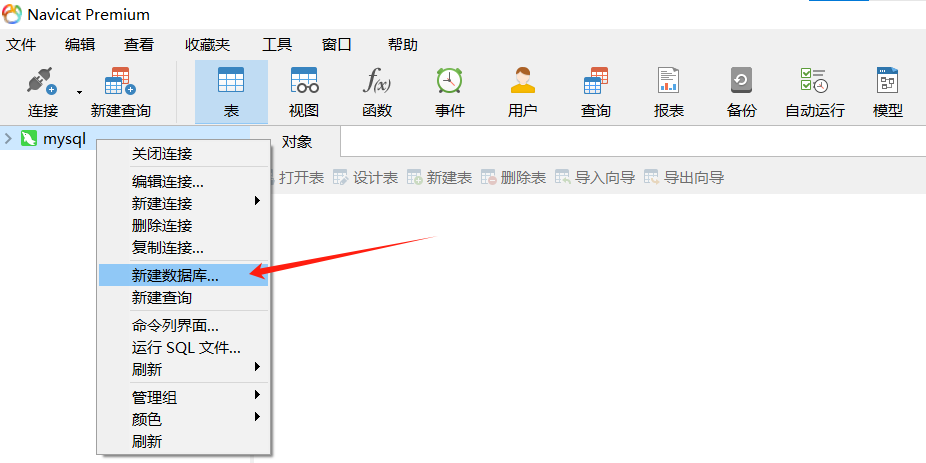 Navicat Premium
文件 编辑 查看 收藏夹 工具 窗口 帮助
f(x)
连接 新建查询 表 视图 函数 事件 用户 查询 报表 备份 自动运行 模型
mysql
对象
打开表 设计表 新建表 删除表 导入向导 导出向导
关闭连接
编辑连接...
新建连接
删除连接
复制连接...
新建数据库...
新建查询
命令列界面...
运行 SQL 文件...
刷新
管理组
颜色
刷新